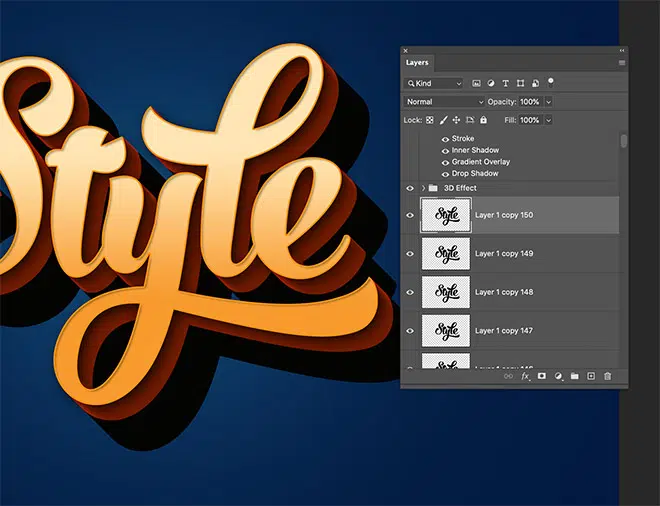 Style
Layers
Kind
Normal Opacity: 100%
Lock: Fill: 100%
Stroke
Inner Shadow
Gradient Overlay
Drop Shadow
3D Effect
Style Layer 1 copy 150
Style Layer 1 copy 149
Style Layer 1 copy 148
Style Layer 1 copy 147
fx